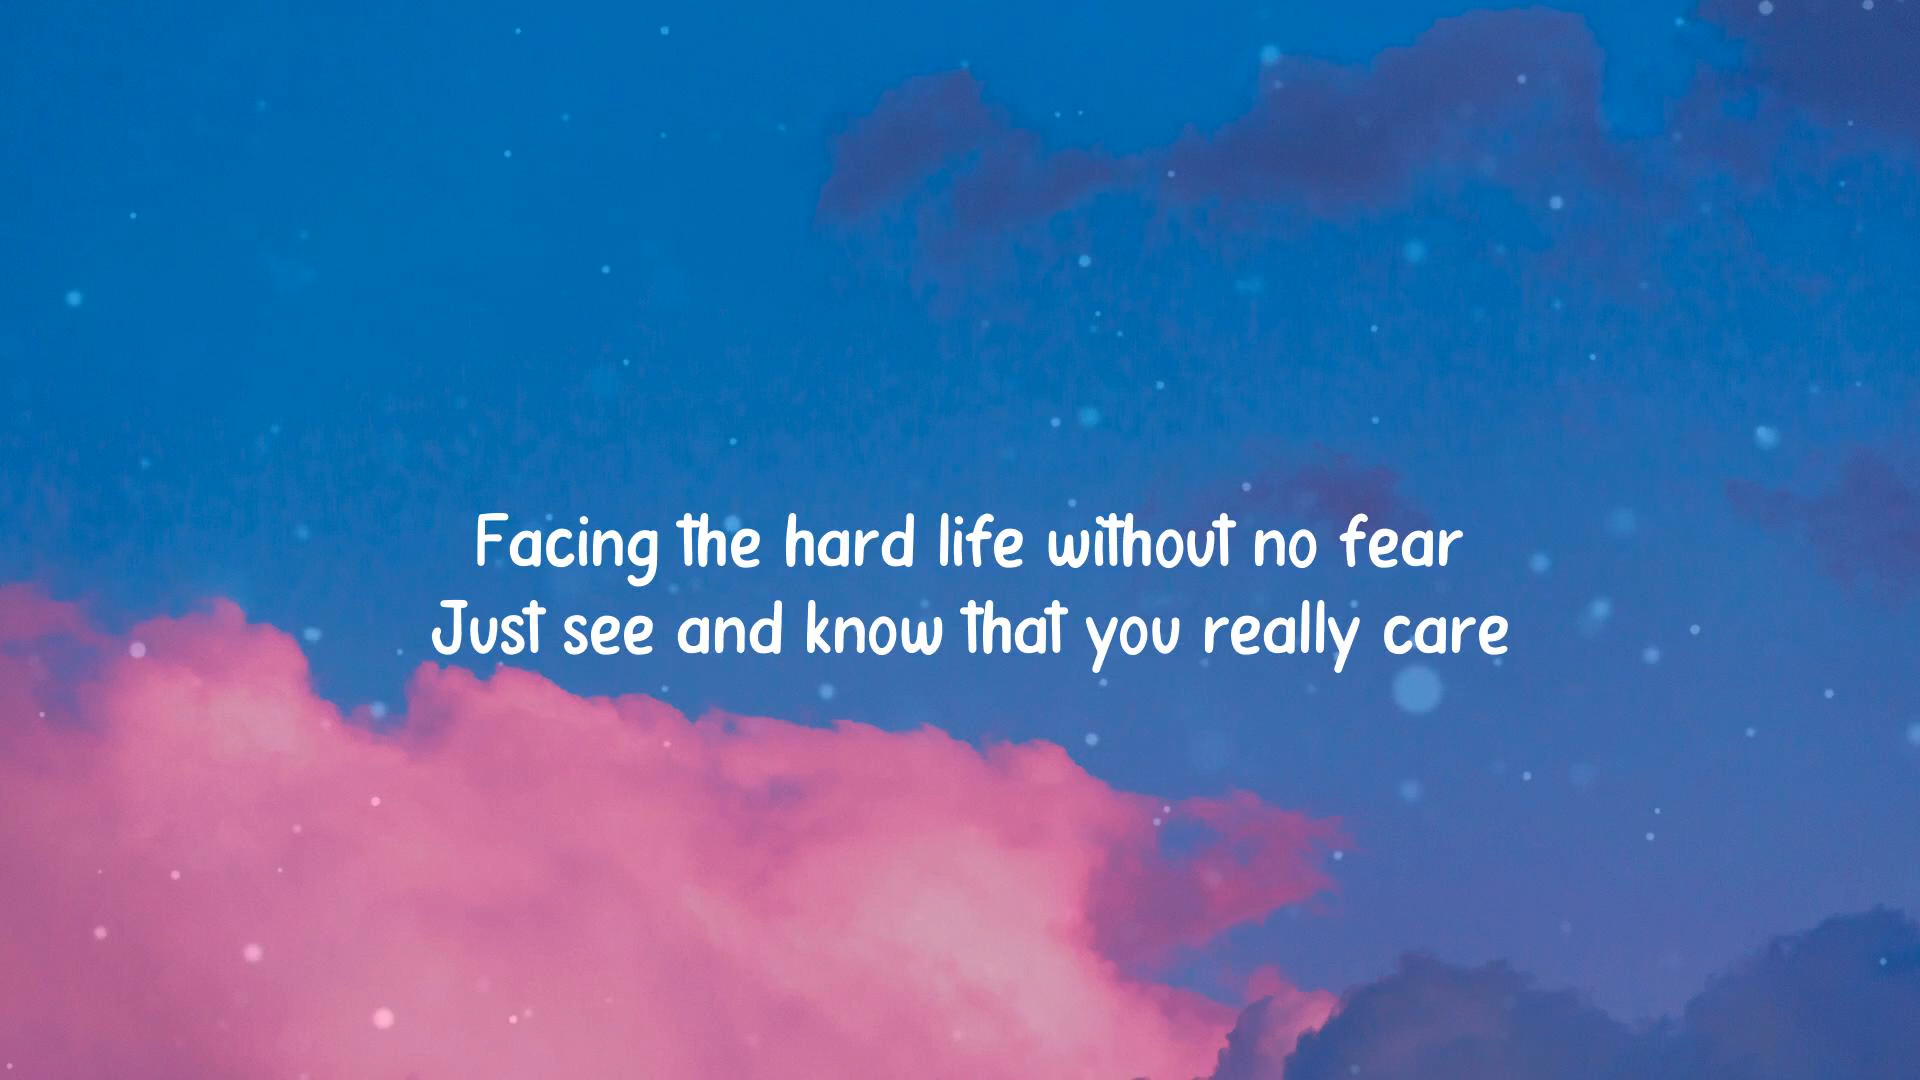 Facing the hard life without no fear
Just see and know that you really care